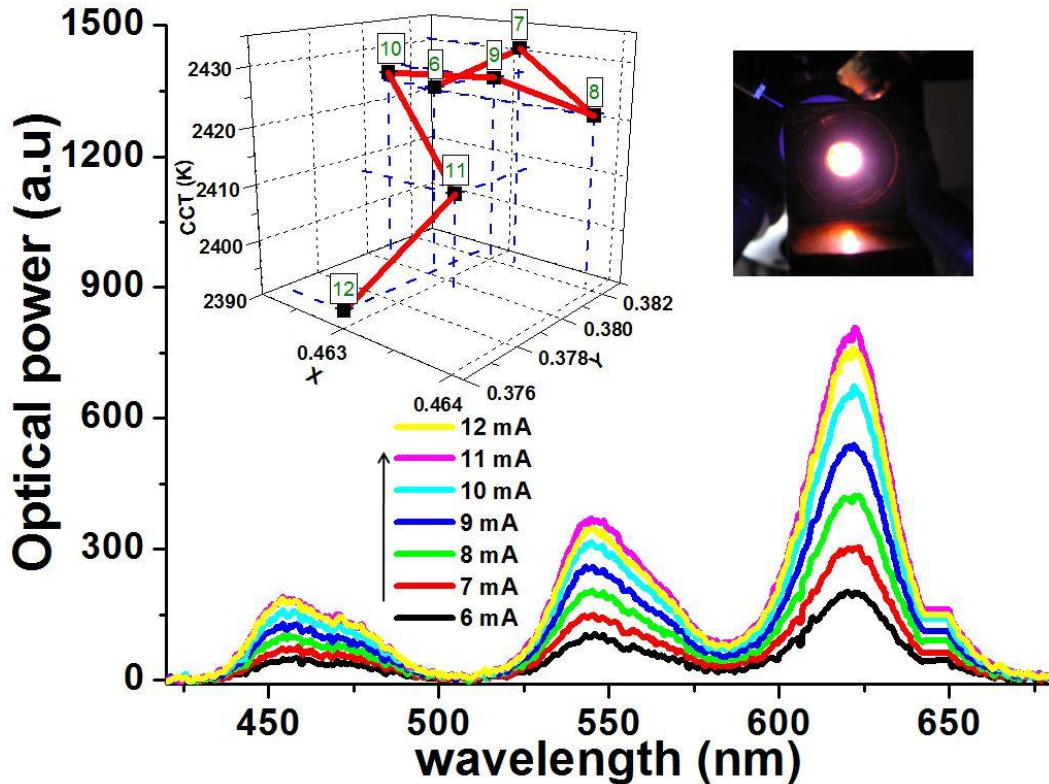 Optical power (a.u)
1500
1200
900
600
300
0
450
500
550
600
650
wavelength (nm)
CCT (K)
2430
2420
2410
2400
2390
0.463
0.464
X
0.376
0.378
0.380
0.382
Y
10
6
9
7
8
11
12
12 mA
11 mA
10 mA
9 mA
8 mA
7 mA
6 mA